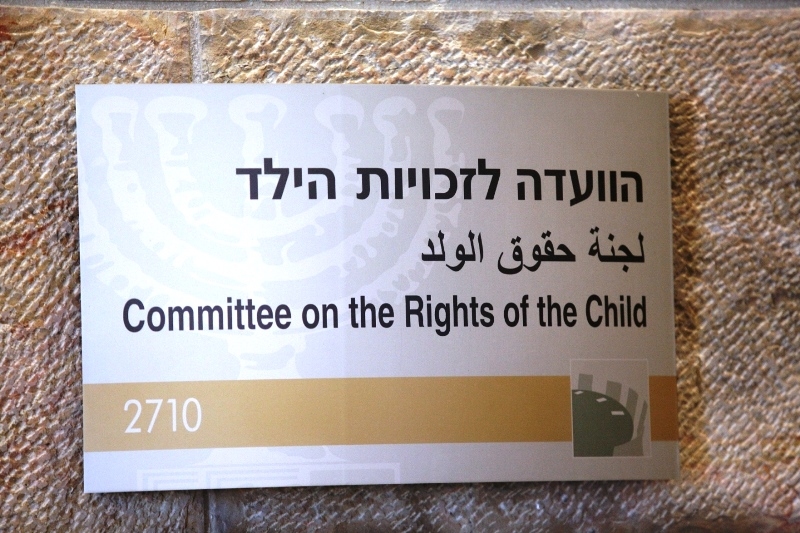 הוועדה לזכויות הילד
لجنة حقوق الولد
Committee on the Rights of the Child
2710